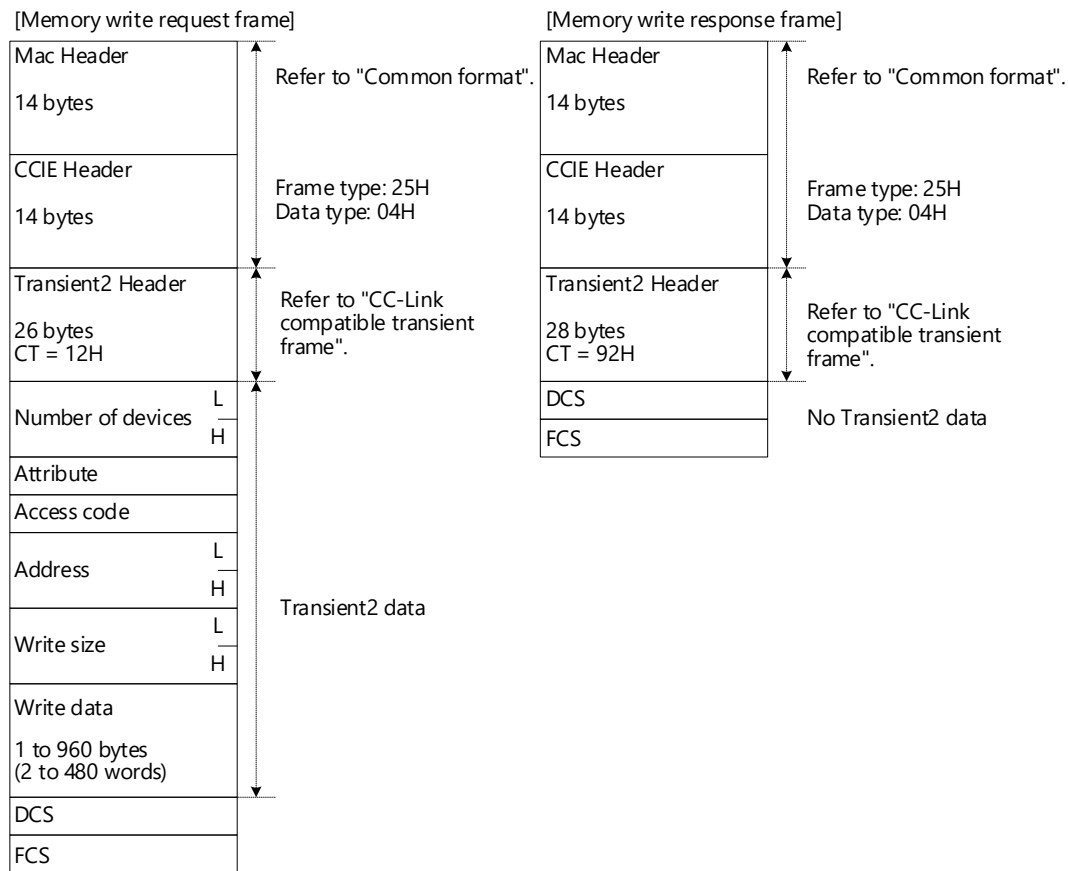 [Memory write request frame]
Mac Header
14 bytes
Refer to "Common format".
CCIE Header
14 bytes
Frame type: 25H
Data type: 04H
Transient2 Header
26 bytes
CT = 12H
Refer to "CC-Link
compatible transient
frame".
Number of devices
L
H
Attribute
Access code
Address
L
H
Write size
L
H
Write data
1 to 960 bytes
(2 to 480 words)
Transient2 data
DCS
FCS
[Memory write response frame]
Mac Header
14 bytes
Refer to "Common format".
CCIE Header
14 bytes
Frame type: 25H
Data type: 04H
Transient2 Header
28 bytes
CT = 92H
Refer to "CC-Link
compatible transient
frame".
DCS
FCS
No Transient2 data